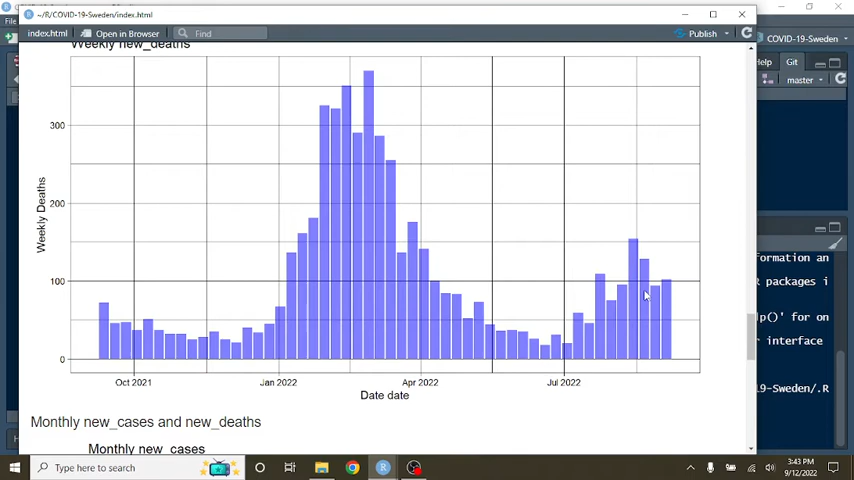 ~/R/COVID-19-Sweden/index.html
index.html Open in Browser Find Publish
File
COVID-19-Sweden
Help Git
master
Weekly new_deaths
300
200
100
0
Weekly Deaths
Oct 2021 Jan 2022 Apr 2022 Jul 2022
Date date
Monthly new_cases and new_deaths
Monthly new_cases
formation an
R packages i
lp()' for on
interface
19-Sweden/.R
Type here to search
3:43 PM
9/12/2022